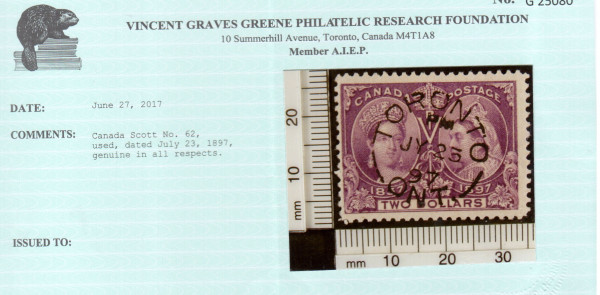 No. G 25080
VINCENT GRAVES GREENE PHILATELIC RESEARCH FOUNDATION
10 Summerhill Avenue, Toronto, Canada M4T1A8
Member A.I.E.P.
DATE: June 27, 2017
COMMENTS: Canada Scott No. 62,
used, dated July 23, 1897,
genuine in all respects.
ISSUED TO:
CANADA POSTAGE
TORONTO
JY 23
97
ONT.
1837 1897
TWO DOLLARS
mm 10 20
mm 10 20 30